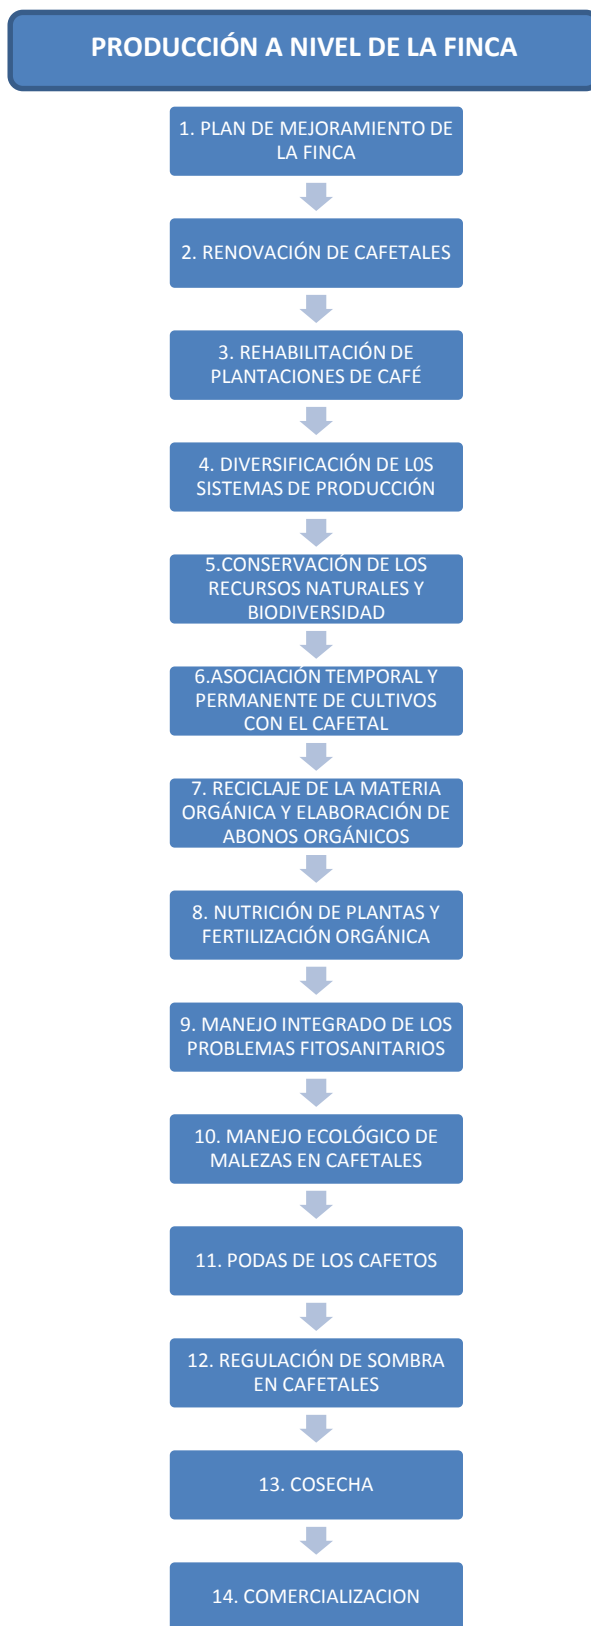 PRODUCCIÓN A NIVEL DE LA FINCA
1. PLAN DE MEJORAMIENTO DE
LA FINCA
2. RENOVACIÓN DE CAFETALES
3. REHABILITACIÓN DE
PLANTACIONES DE CAFÉ
4. DIVERSIFICACIÓN DE L0S
SISTEMAS DE PRODUCCIÓN
5.CONSERVACIÓN DE LOS
RECURSOS NATURALES Y
BIODIVERSIDAD
6.ASOCIACIÓN TEMPORAL Y
PERMANENTE DE CULTIVOS
CON EL CAFETAL
7. RECICLAJE DE LA MATERIA
ORGÁNICA Y ELABORACIÓN DE
ABONOS ORGÁNICOS
8. NUTRICIÓN DE PLANTAS Y
FERTILIZACIÓN ORGÁNICA
9. MANEJO INTEGRADO DE LOS
PROBLEMAS FITOSANITARIOS
10. MANEJO ECOLÓGICO DE
MALEZAS EN CAFETALES
11. PODAS DE LOS CAFETOS
12. REGULACIÓN DE SOMBRA
EN CAFETALES
13. COSECHA
14. COMERCIALIZACION